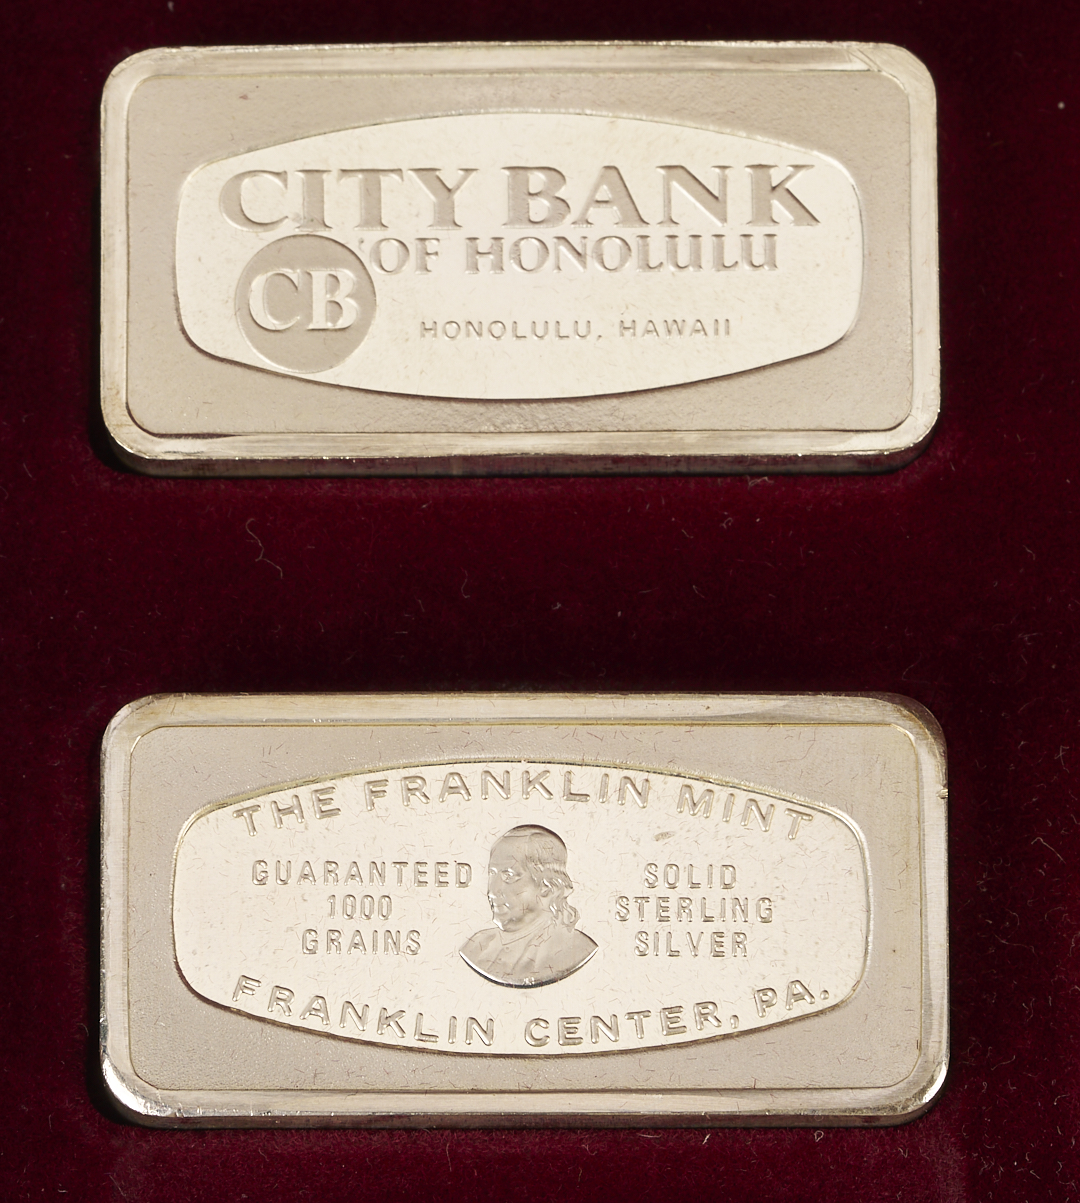 CITY BANK
OF HONOLULU
CB
HONOLULU, HAWAII
THE FRANKLIN MINT
GUARANTEED
1000
GRAINS
SOLID
STERLING
SILVER
FRANKLIN CENTER, PA.